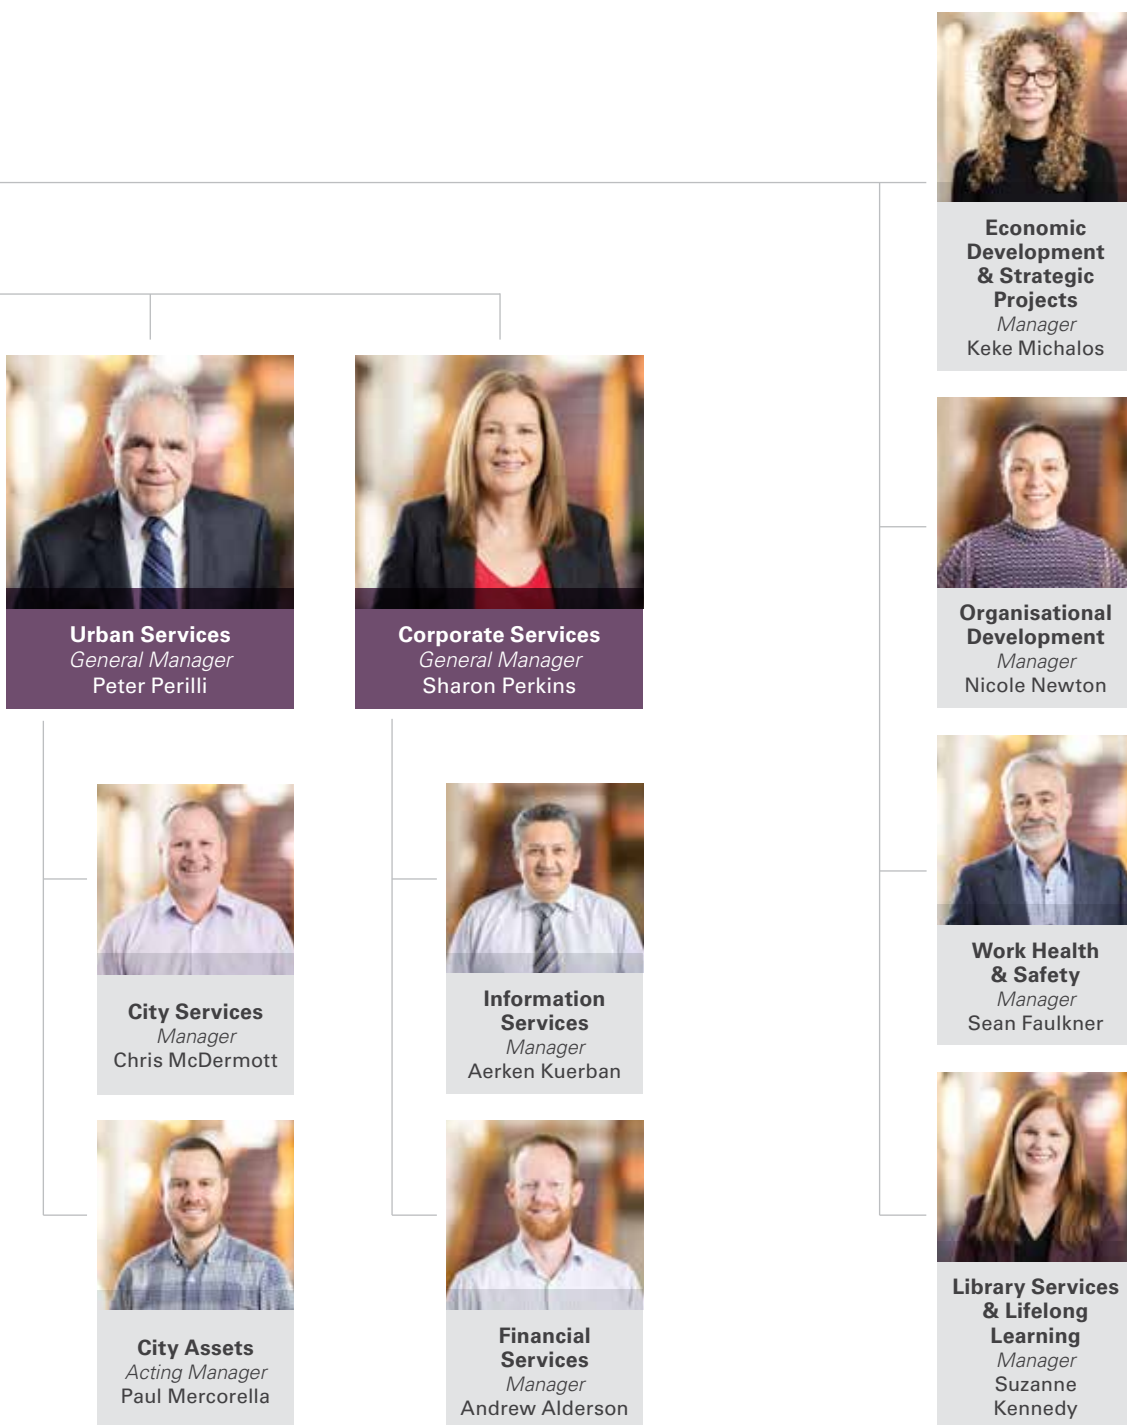 Economic
Development
& Strategic
Projects
Manager
Keke Michalos
Urban Services
General Manager
Peter Perilli
Corporate Services
General Manager
Sharon Perkins
Organisational
Development
Manager
Nicole Newton
City Services
Manager
Chris McDermott
Information
Services
Manager
Aerken Kuerban
Work Health
& Safety
Manager
Sean Faulkner
City Assets
Acting Manager
Paul Mercorella
Financial
Services
Manager
Andrew Alderson
Library Services
& Lifelong
Learning
Manager
Suzanne
Kennedy